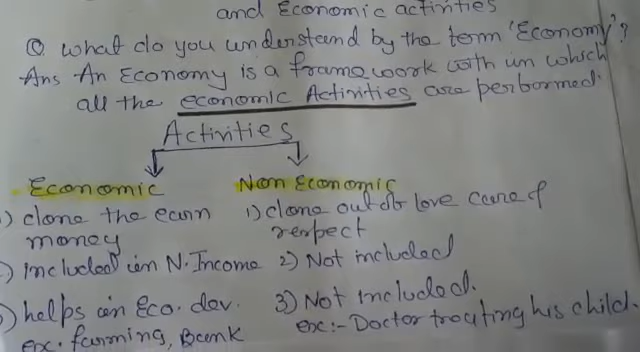 and Economic activities
Q what do you understand by the term 'Economy'?
Ans An Economy is a frame work with in which
all the economic Activities are performed.
Activities
Economic
Non Economic
1) done the earn
money
1) done out of love care &
respect
2) Included in N. Income
2) Not included
3) helps in Eco. dev.
ex. farming, Bank
3) Not Included.
ex:- Doctor treating his child.